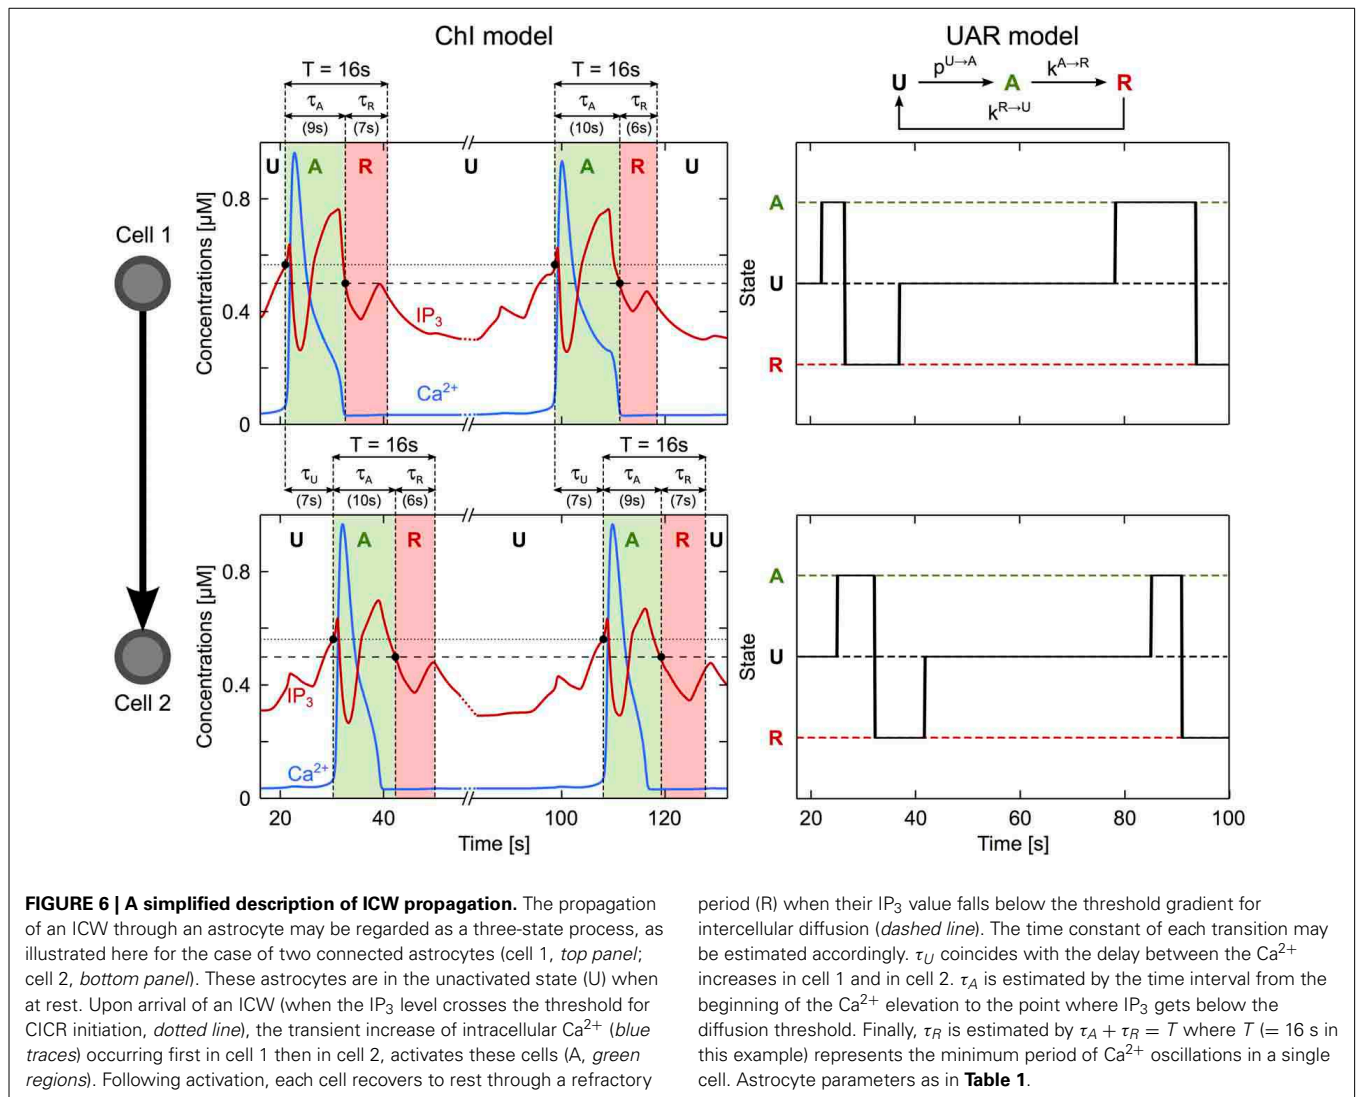 ChI model
UAR model
T = 16s
T = 16s
τA
τR
τA
τR
(9s)
(7s)
(10s)
(6s)
U
pU→A
A
kA→R
R
kR→U
U
A
R
U
A
R
U
Concentrations [µM]
0.8
0.4
0
IP3
Ca2+
Cell 1
State
A
U
R
T = 16s
T = 16s
τU
τA
τR
τU
τA
τR
(7s)
(10s)
(6s)
(7s)
(9s)
(7s)
U
A
R
U
A
R
U
Concentrations [µM]
0.8
0.4
0
IP3
Ca2+
Cell 2
State
A
U
R
20
40
100
120
Time [s]
20
40
60
80
100
Time [s]
FIGURE 6 | A simplified description of ICW propagation. The propagation
of an ICW through an astrocyte may be regarded as a three-state process, as
illustrated here for the case of two connected astrocytes (cell 1, top panel;
cell 2, bottom panel). These astrocytes are in the unactivated state (U) when
at rest. Upon arrival of an ICW (when the IP3 level crosses the threshold for
CICR initiation, dotted line), the transient increase of intracellular Ca2+ (blue
traces) occurring first in cell 1 then in cell 2, activates these cells (A, green
regions). Following activation, each cell recovers to rest through a refractory
period (R) when their IP3 value falls below the threshold gradient for
intercellular diffusion (dashed line). The time constant of each transition may
be estimated accordingly. τU coincides with the delay between the Ca2+
increases in cell 1 and in cell 2. τA is estimated by the time interval from the
beginning of the Ca2+ elevation to the point where IP3 gets below the
diffusion threshold. Finally, τR is estimated by τA + τR = T where T (= 16 s in
this example) represents the minimum period of Ca2+ oscillations in a single
cell. Astrocyte parameters as in Table 1.